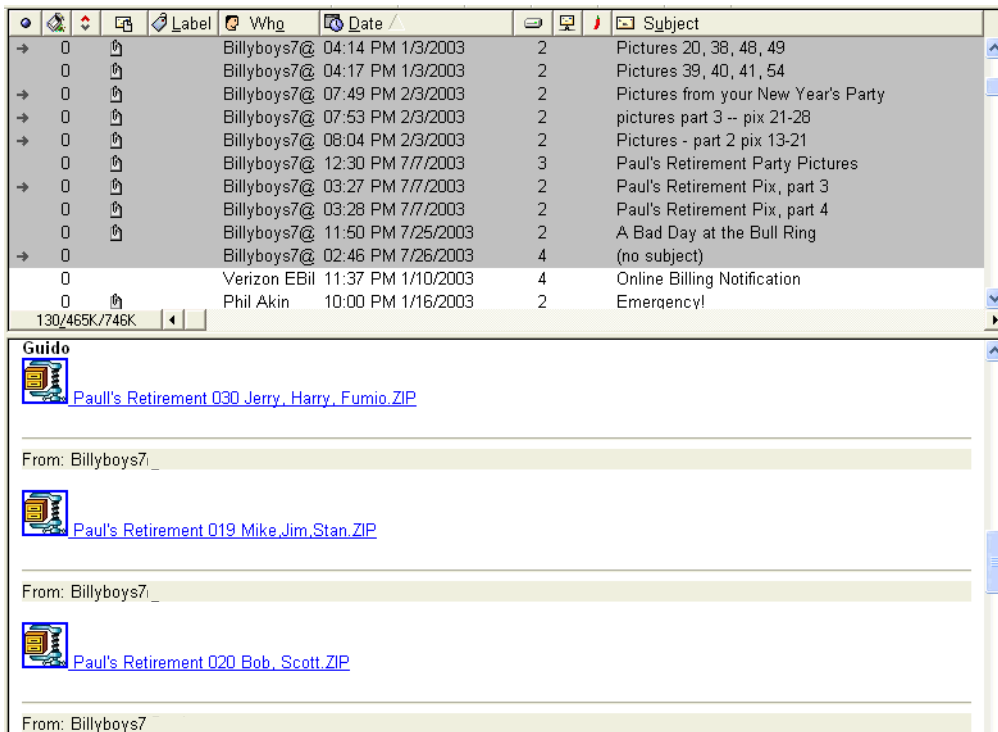 Label Who Date Subject
0 Billyboys7@ 04:14 PM 1/3/2003 2 Pictures 20, 38, 48, 49
0 Billyboys7@ 04:17 PM 1/3/2003 2 Pictures 39, 40, 41, 54
0 Billyboys7@ 07:49 PM 2/3/2003 2 Pictures from your New Year's Party
0 Billyboys7@ 07:53 PM 2/3/2003 2 pictures part 3 -- pix 21-28
0 Billyboys7@ 08:04 PM 2/3/2003 2 Pictures - part 2 pix 13-21
0 Billyboys7@ 12:30 PM 7/7/2003 3 Paul's Retirement Party Pictures
0 Billyboys7@ 03:27 PM 7/7/2003 2 Paul's Retirement Pix, part 3
0 Billyboys7@ 03:28 PM 7/7/2003 2 Paul's Retirement Pix, part 4
0 Billyboys7@ 11:50 PM 7/25/2003 2 A Bad Day at the Bull Ring
0 Billyboys7@ 02:46 PM 7/26/2003 4 (no subject)
0 Verizon EBil 11:37 PM 1/10/2003 4 Online Billing Notification
0 Phil Akin 10:00 PM 1/16/2003 2 Emergency!
130/465K/746K
Guido
Paull's Retirement 030 Jerry, Harry, Fumio.ZIP
From: Billyboys7
Paul's Retirement 019 Mike,Jim,Stan.ZIP
From: Billyboys7
Paul's Retirement 020 Bob, Scott.ZIP
From: Billyboys7